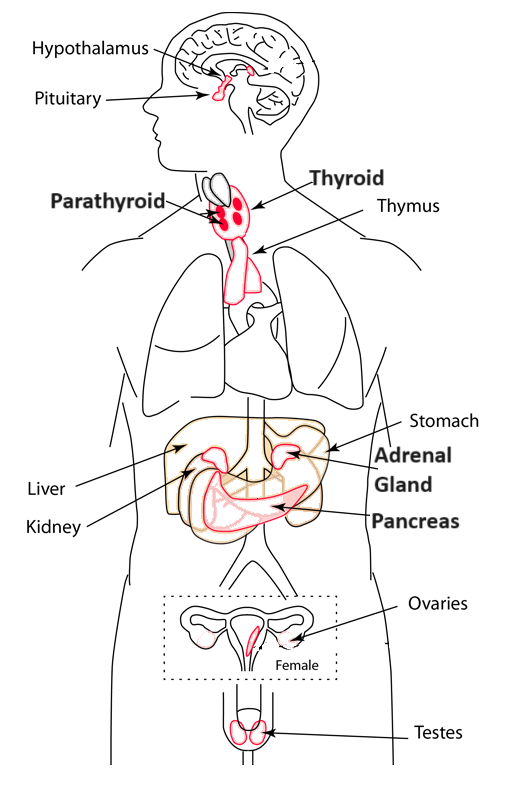 Hypothalamus
Pituitary
Thyroid
Parathyroid
Thymus
Stomach
Adrenal
Gland
Liver
Kidney
Pancreas
Ovaries
Female
Testes